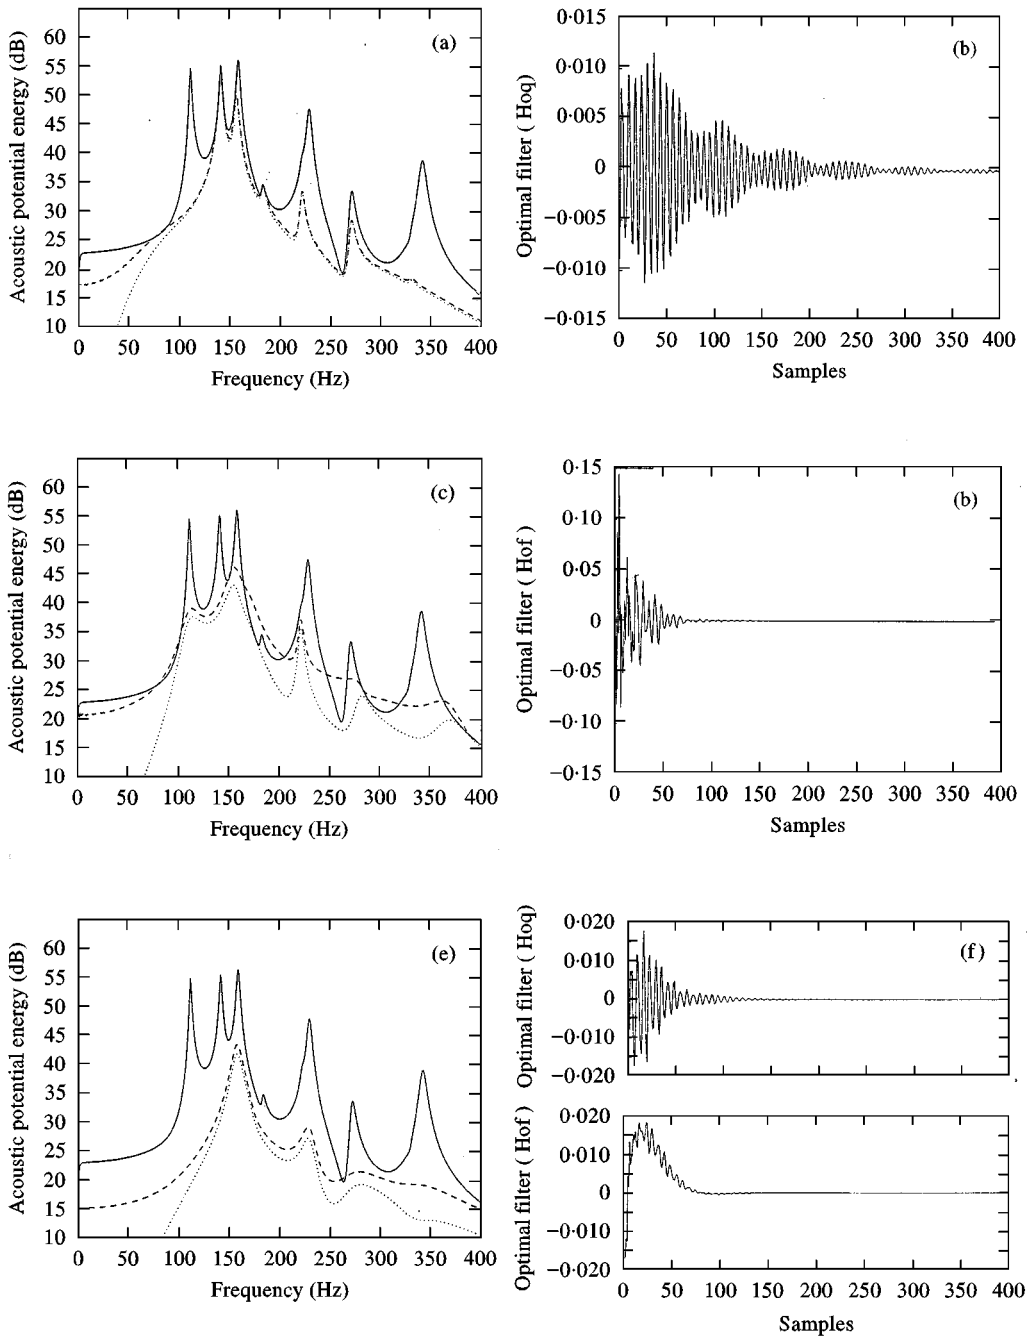 60
55
50
45
40
35
30
25
20
15
10
Acoustic potential energy (dB)
(a)
0 50 100 150 200 250 300 350 400
Frequency (Hz)
0·015
0·010
0·005
0
−0·005
−0·010
−0·015
Optimal filter ( Hoq)
(b)
0 50 100 150 200 250 300 350 400
Samples
60
55
50
45
40
35
30
25
20
15
10
Acoustic potential energy (dB)
(c)
0 50 100 150 200 250 300 350 400
Frequency (Hz)
0·15
0·10
0·05
0
−0·05
−0·10
−0·15
Optimal filter ( Hof )
(b)
0 50 100 150 200 250 300 350 400
Samples
60
55
50
45
40
35
30
25
20
15
10
Acoustic potential energy (dB)
(e)
0 50 100 150 200 250 300 350 400
Frequency (Hz)
0·020
0·010
0
−0·010
−0·020
Optimal filter ( Hoq)
(f)
0·020
0·010
0
−0·010
−0·020
Optimal filter ( Hof )
0 50 100 150 200 250 300 350 400
Samples